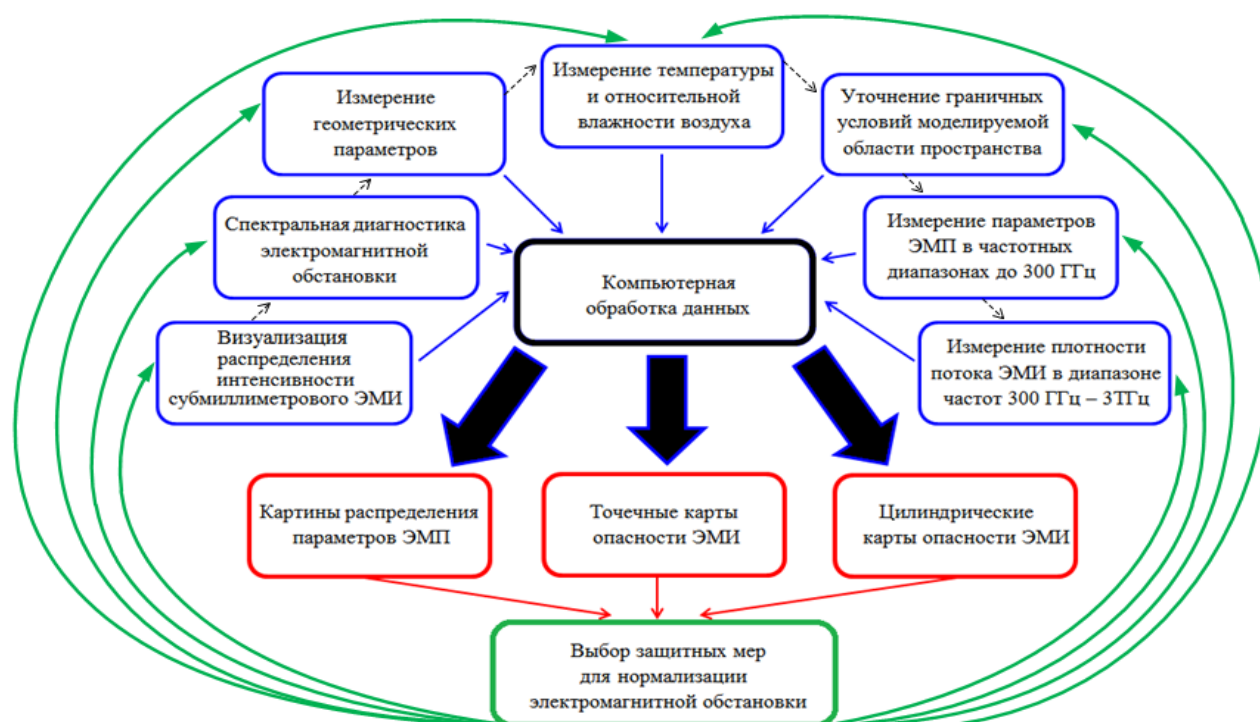 Измерение температуры
и относительной
влажности воздуха
Измерение
геометрических
параметров
Уточнение граничных
условий моделируемой
области пространства
Спектральная диагностика
электромагнитной
обстановки
Измерение параметров
ЭМП в частотных
диапазонах до 300 ГГц
Компьютерная
обработка данных
Визуализация
распределения
интенсивности
субмиллиметрового ЭМИ
Измерение плотности
потока ЭМИ в диапазоне
частот 300 ГГц – 3ТГц
Картины распределения
параметров ЭМП
Точечные карты
опасности ЭМИ
Цилиндрические
карты опасности ЭМИ
Выбор защитных мер
для нормализации
электромагнитной обстановки